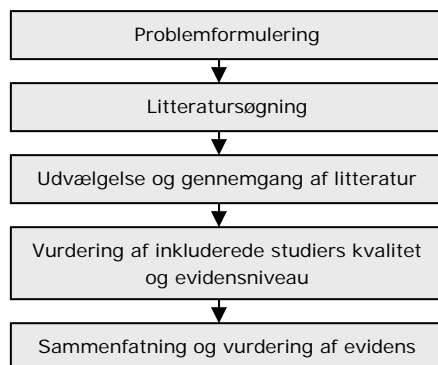 Problemformulering
Litteratursøgning
Udvælgelse og gennemgang af litteratur
Vurdering af inkluderede studiers kvalitet
og evidensniveau
Sammenfatning og vurdering af evidens